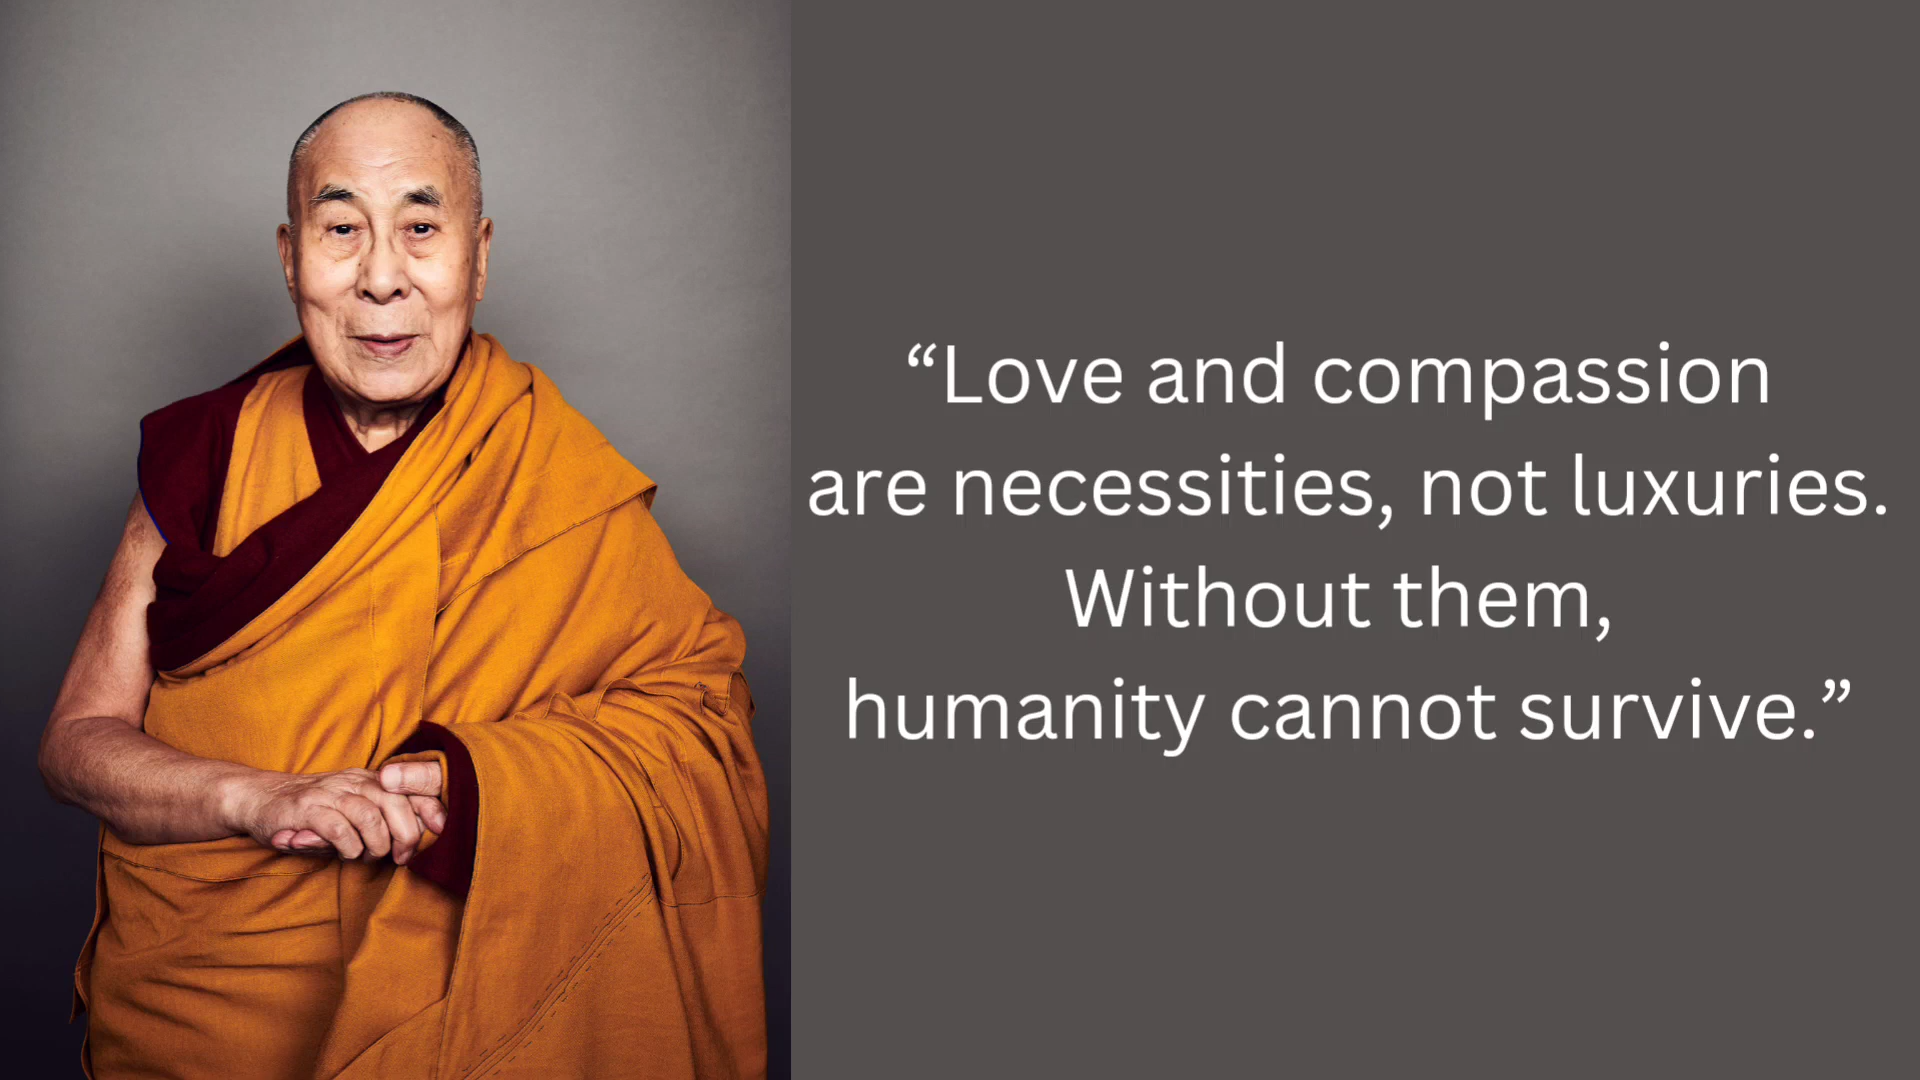 “Love and compassion
are necessities, not luxuries.
Without them,
humanity cannot survive.”